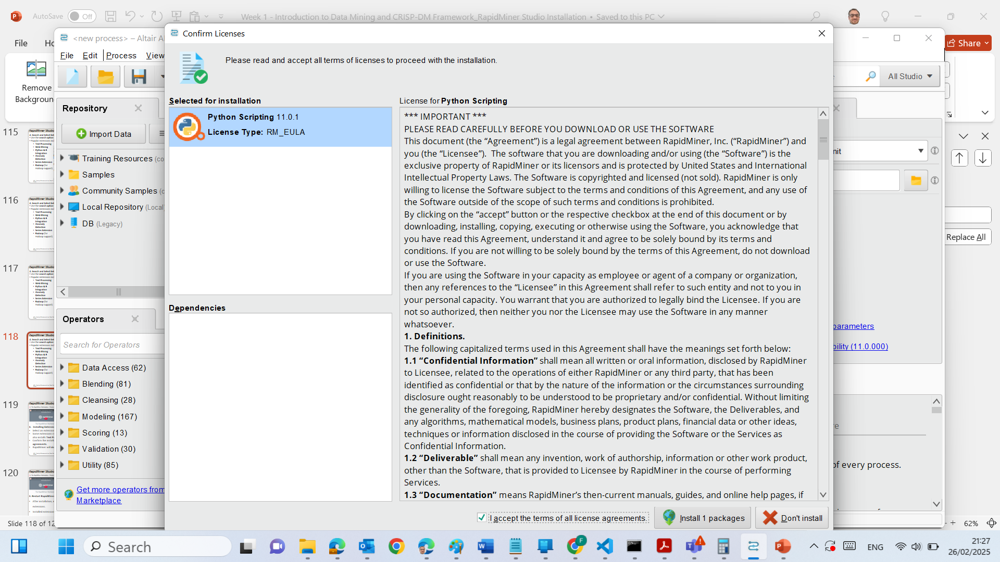 AutoSave
Off
Week 1 - Introduction to Data Mining and CRISP-DM Framework_RapidMiner Studio Installation • Saved to this PC
File
Ho
Share
Remove
Backgroun
<new process> – Altair A
File Edit Process View
All Studio
Repository
Import Data
Training Resources (co
Samples
Community Samples (c
Local Repository (Local
DB (Legacy)
Operators
Search for Operators
Data Access (62)
Blending (81)
Cleansing (28)
Modeling (167)
Scoring (13)
Validation (30)
Utility (85)
Get more operators from
Marketplace
Confirm Licenses
Please read and accept all terms of licenses to proceed with the installation.
Selected for installation
Python Scripting 11.0.1
License Type: RM_EULA
Dependencies
License for Python Scripting
*** IMPORTANT ***
PLEASE READ CAREFULLY BEFORE YOU DOWNLOAD OR USE THE SOFTWARE
This document (the “Agreement”) is a legal agreement between RapidMiner, Inc. (“RapidMiner”) and
you (the “Licensee”).  The software that you are downloading and/or using (the “Software”) is the
exclusive property of RapidMiner or its licensors and is protected by United States and International
Intellectual Property Laws. The Software is copyrighted and licensed (not sold). RapidMiner is only
willing to license the Software subject to the terms and conditions of this Agreement, and any use of
the Software outside of the scope of such terms and conditions is prohibited.
By clicking on the “accept” button or the respective checkbox at the end of this document or by
downloading, installing, copying, executing or otherwise using the Software, you acknowledge that
you have read this Agreement, understand it and agree to be solely bound by its terms and
conditions. If you are not willing to be solely bound by the terms of this Agreement, do not download
or use the Software.
If you are using the Software in your capacity as employee or agent of a company or organization,
then any references to the “Licensee” in this Agreement shall refer to such entity and not to you in
your personal capacity. You warrant that you are authorized to legally bind the Licensee. If you are
not so authorized, then neither you nor the Licensee may use the Software in any manner
whatsoever.
1. Definitions.
The following capitalized terms used in this Agreement shall have the meanings set forth below:
1.1 “Confidential Information” shall mean all written or oral information, disclosed by RapidMiner
to Licensee, related to the operations of either RapidMiner or any third party, that has been
identified as confidential or that by the nature of the information or the circumstances surrounding
disclosure ought reasonably to be understood to be proprietary and/or confidential. Without limiting
the generality of the foregoing, RapidMiner hereby designates the Software, the Deliverables, and
any algorithms, mathematical models, business plans, product plans, financial data or other ideas,
techniques or information disclosed in the course of providing the Software or the Services as
Confidential Information.
1.2 “Deliverable” shall mean any invention, work of authorship, information or other work product,
other than the Software, that is provided to Licensee by RapidMiner in the course of performing
Services.
1.3 “Documentation” means RapidMiner’s then-current manuals, guides, and online help pages, if
I accept the terms of all license agreements.
Install 1 packages
Don't install
nit
Replace All
parameters
bility (11.0.000)
re
of every process.
115
116
117
118
119
120
Slide 118 of 12
62%
Search
ENG
21:27
26/02/2025